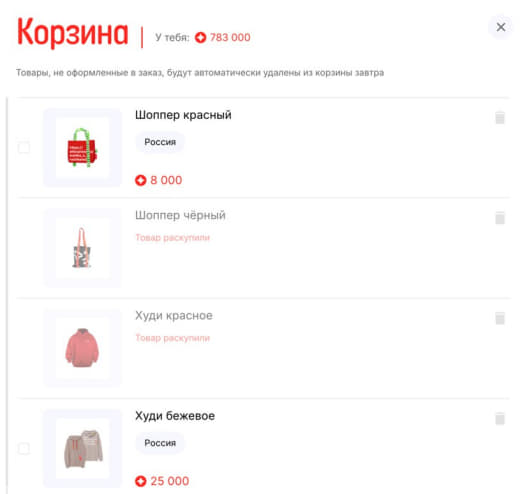 Корзина
У тебя: 783 000
Товары, не оформленные в заказ, будут автоматически удалены из корзины завтра
Шоппер красный
Россия
8 000
Шоппер чёрный
Товар раскупили
Худи красное
Товар раскупили
Худи бежевое
Россия
25 000